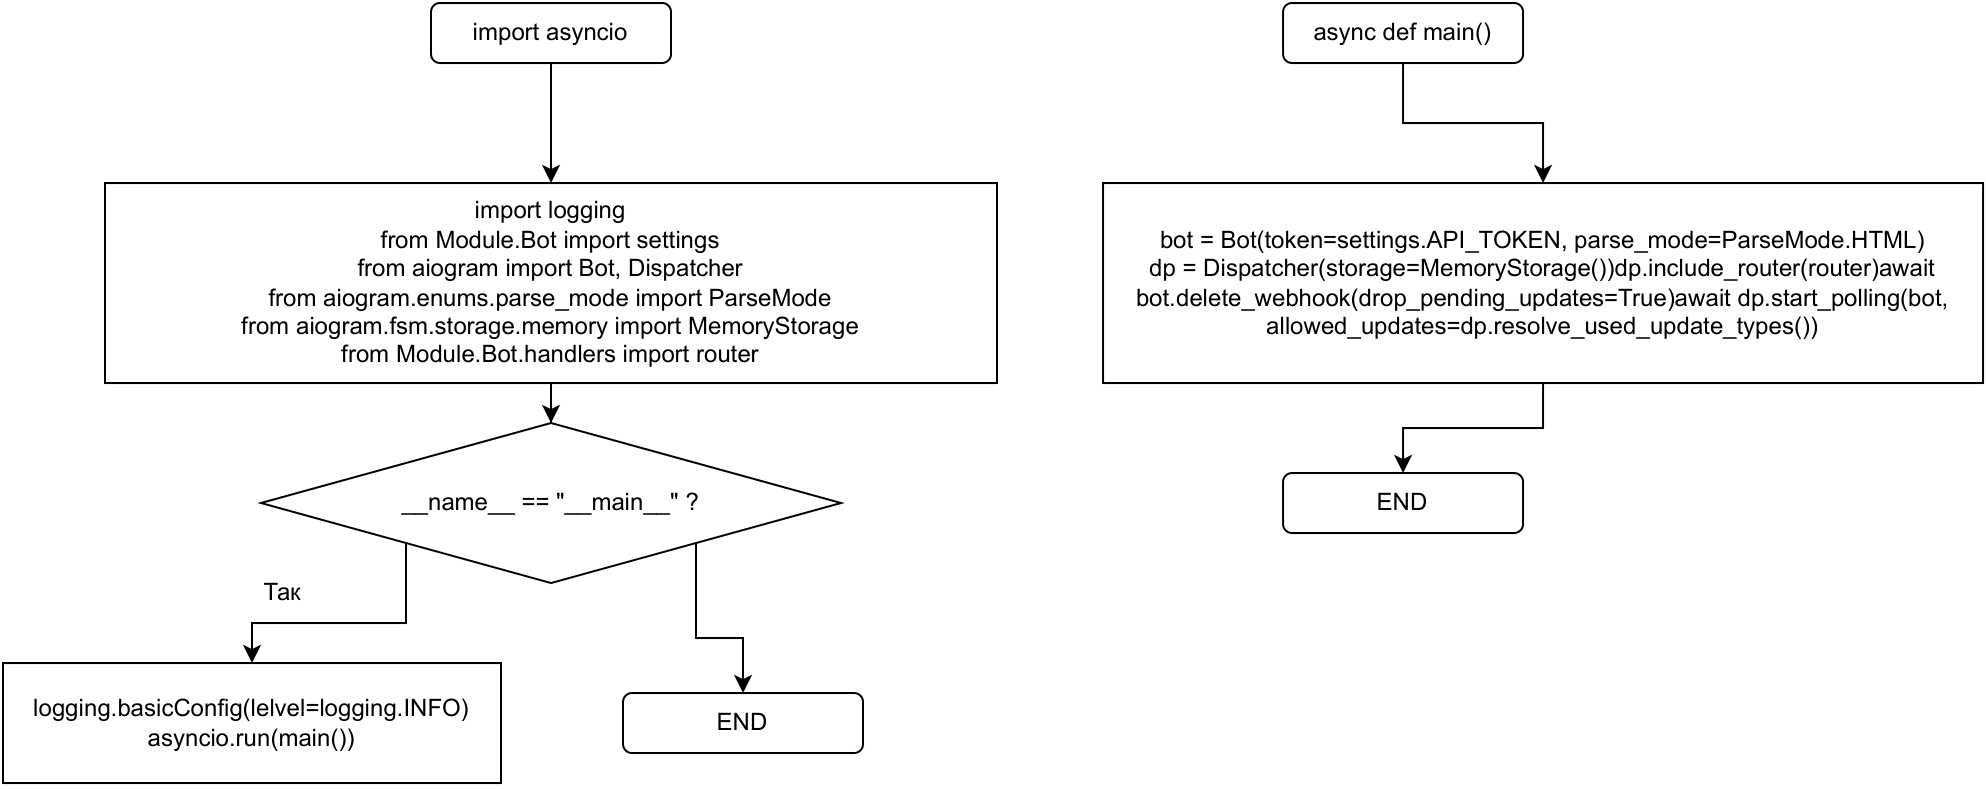 import asyncio
import logging
from Module.Bot import settings
from aiogram import Bot, Dispatcher
from aiogram.enums.parse_mode import ParseMode
from aiogram.fsm.storage.memory import MemoryStorage
from Module.Bot.handlers import router
__name__ == "__main__" ?
Так
logging.basicConfig(lelvel=logging.INFO)
asyncio.run(main())
END
async def main()
bot = Bot(token=settings.API_TOKEN, parse_mode=ParseMode.HTML)
dp = Dispatcher(storage=MemoryStorage())dp.include_router(router)await
bot.delete_webhook(drop_pending_updates=True)await dp.start_polling(bot,
allowed_updates=dp.resolve_used_update_types())
END